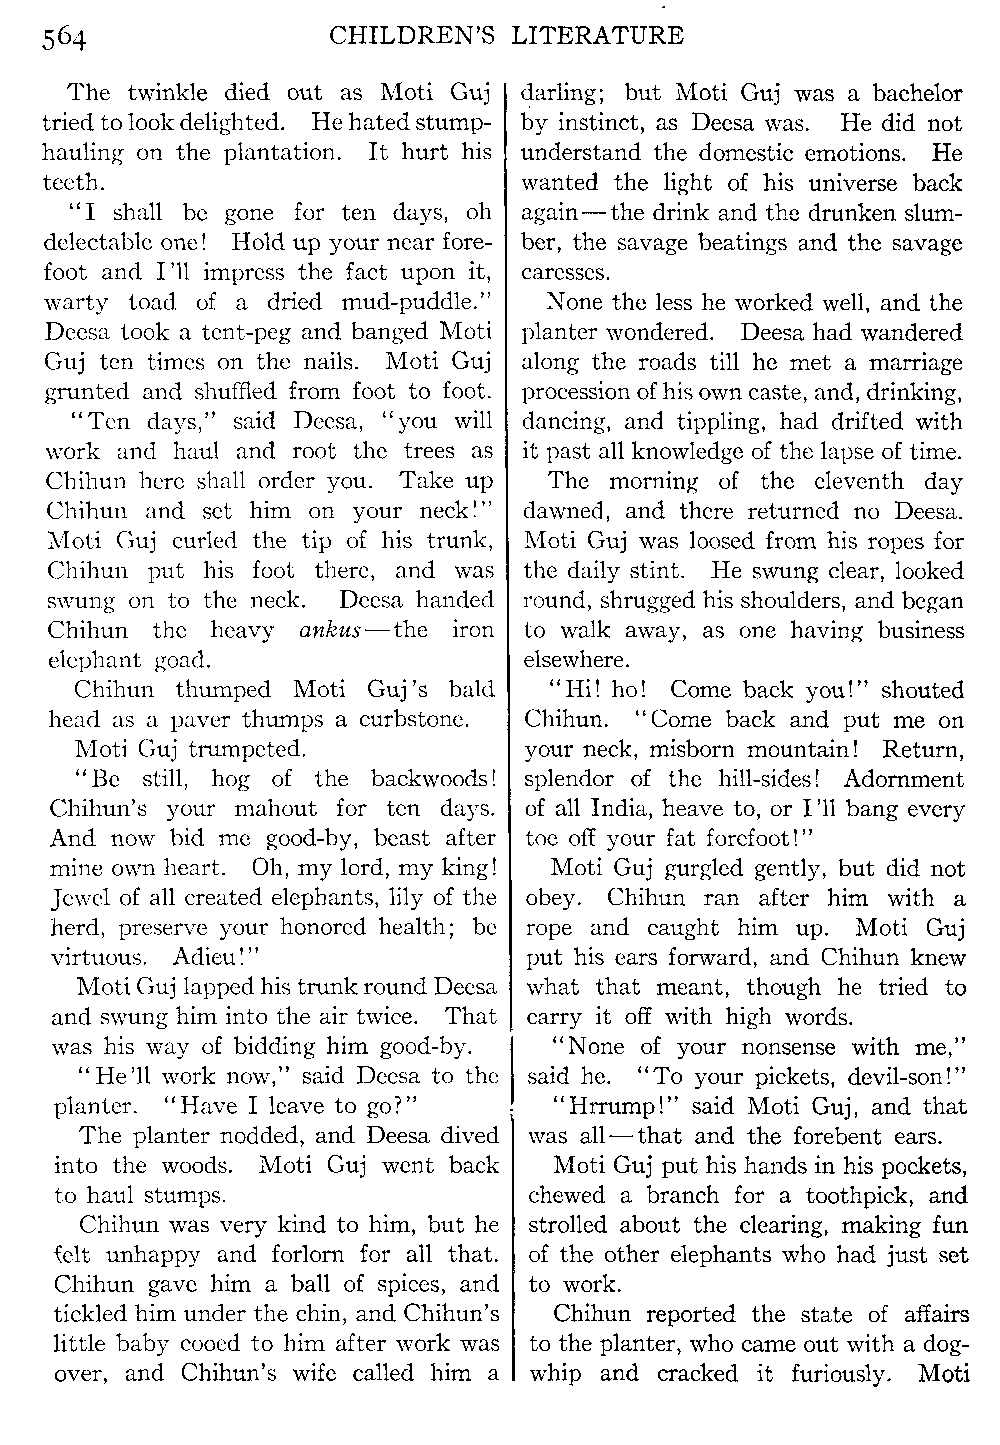 564 CHILDREN'S LITERATURE
The twinkle died out as Moti Guj
tried to look delighted. He hated stump-
hauling on the plantation. It hurt his
teeth.
"I shall be gone for ten days, oh
delectable one! Hold up your near fore-
foot and I'll impress the fact upon it,
warty toad of a dried mud-puddle."
Deesa took a tent-peg and banged Moti
Guj ten times on the nails. Moti Guj
grunted and shuffled from foot to foot.
"Ten days," said Deesa, "you will
work and haul and root the trees as
Chihun here shall order you. Take up
Chihun and set him on your neck!"
Moti Guj curled the tip of his trunk,
Chihun put his foot there, and was
swung on to the neck. Deesa handed
Chihun the heavy ankus—the iron
elephant goad.
Chihun thumped Moti Guj's bald
head as a paver thumps a curbstone.
Moti Guj trumpeted.
"Be still, hog of the backwoods!
Chihun's your mahout for ten days.
And now bid me good-by, beast after
mine own heart. Oh, my lord, my king!
Jewel of all created elephants, lily of the
herd, preserve your honored health; be
virtuous. Adieu!"
Moti Guj lapped his trunk round Deesa
and swung him into the air twice. That
was his way of bidding him good-by.
"He'll work now," said Deesa to the
planter. "Have I leave to go?"
The planter nodded, and Deesa dived
into the woods. Moti Guj went back
to haul stumps.
Chihun was very kind to him, but he
felt unhappy and forlorn for all that.
Chihun gave him a ball of spices, and
tickled him under the chin, and Chihun's
little baby cooed to him after work was
over, and Chihun's wife called him a
darling; but Moti Guj was a bachelor
by instinct, as Deesa was. He did not
understand the domestic emotions. He
wanted the light of his universe back
again—the drink and the drunken slum-
ber, the savage beatings and the savage
caresses.
None the less he worked well, and the
planter wondered. Deesa had wandered
along the roads till he met a marriage
procession of his own caste, and, drinking,
dancing, and tippling, had drifted with
it past all knowledge of the lapse of time.
The morning of the eleventh day
dawned, and there returned no Deesa.
Moti Guj was loosed from his ropes for
the daily stint. He swung clear, looked
round, shrugged his shoulders, and began
to walk away, as one having business
elsewhere.
"Hi! ho! Come back you!" shouted
Chihun. "Come back and put me on
your neck, misborn mountain! Return,
splendor of the hill-sides! Adornment
of all India, heave to, or I'll bang every
toe off your fat forefoot!"
Moti Guj gurgled gently, but did not
obey. Chihun ran after him with a
rope and caught him up. Moti Guj
put his ears forward, and Chihun knew
what that meant, though he tried to
carry it off with high words.
"None of your nonsense with me,"
said he. "To your pickets, devil-son!"
"Hrrump!" said Moti Guj, and that
was all—that and the forebent ears.
Moti Guj put his hands in his pockets,
chewed a branch for a toothpick, and
strolled about the clearing, making fun
of the other elephants who had just set
to work.
Chihun reported the state of affairs
to the planter, who came out with a dog-
whip and cracked it furiously. Moti